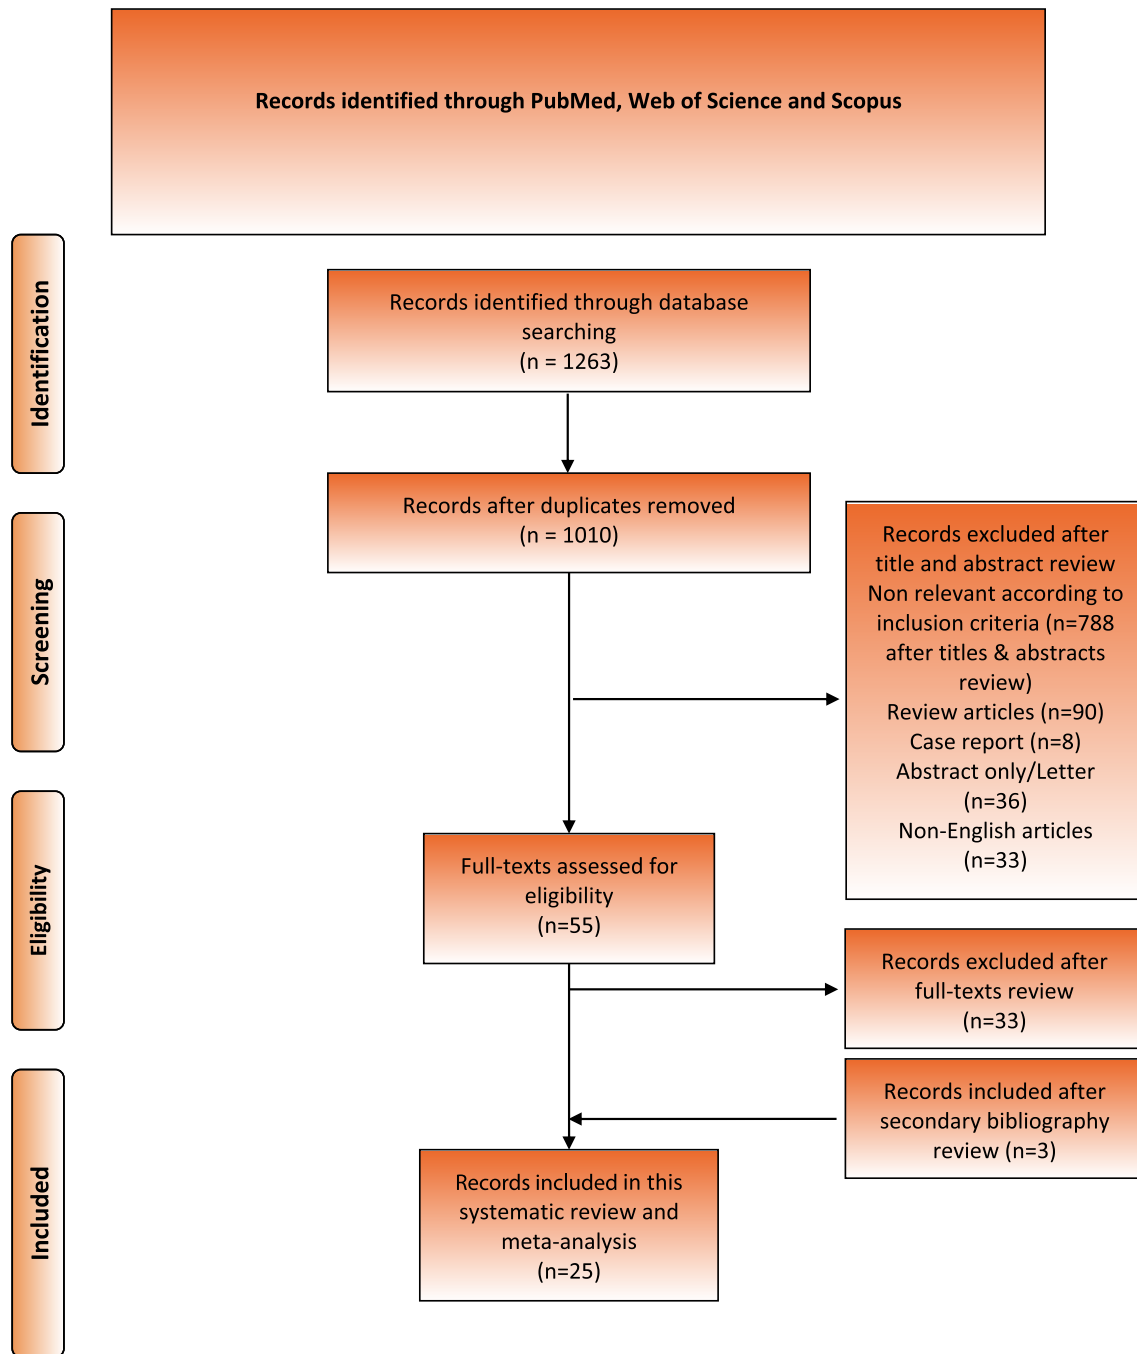 Records identified through PubMed, Web of Science and Scopus
Identification
Records identified through database
searching
(n = 1263)
Records after duplicates removed
(n = 1010)
Screening
Records excluded after
title and abstract review
Non relevant according to
inclusion criteria (n=788
after titles & abstracts
review)
Review articles (n=90)
Case report (n=8)
Abstract only/Letter
(n=36)
Non-English articles
(n=33)
Eligibility
Full-texts assessed for
eligibility
(n=55)
Records excluded after
full-texts review
(n=33)
Records included after
secondary bibliography
review (n=3)
Included
Records included in this
systematic review and
meta-analysis
(n=25)